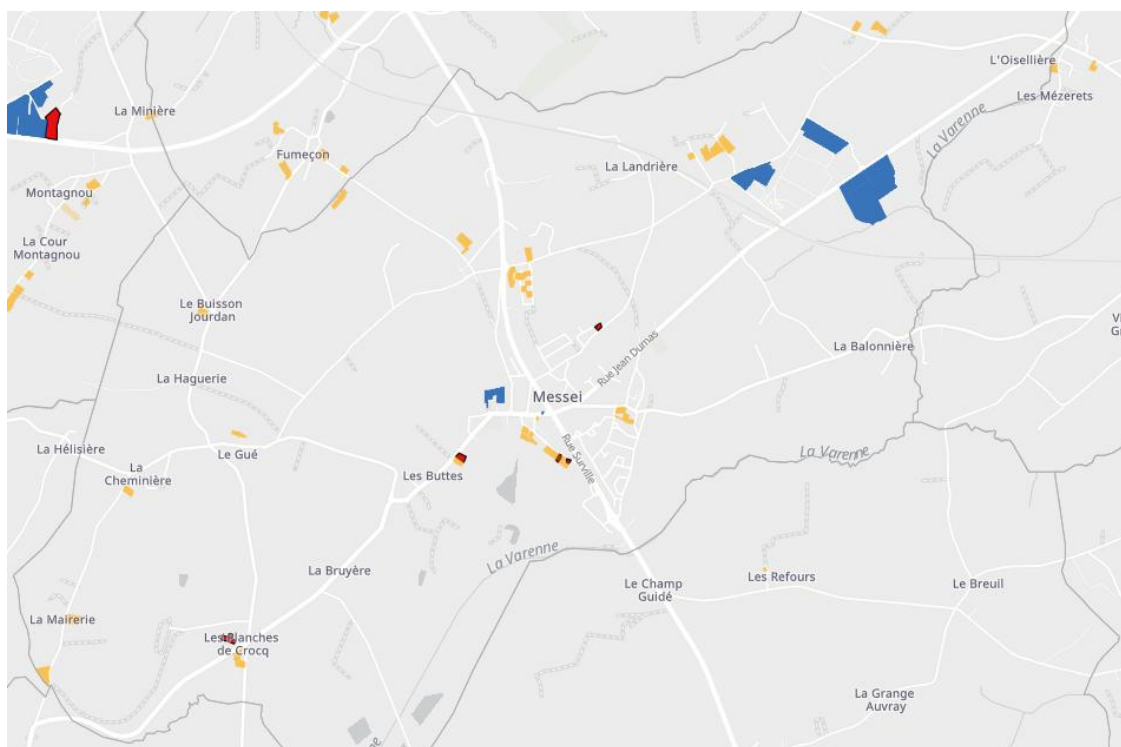 L'Oisellière
Les Mézerets
La Minière
La Varenne
Fumeçon
La Landrière
Montagnou
La Cour
Montagnou
Le Buisson
Jourdan
La Balonnière
Rue Jean Dumas
La Haguerie
Messei
La Hélisière
Le Gué
La
Cheminière
Les Buttes
Rue Surville
La Varenne
La Varenne
La Bruyère
Le Champ
Guidé
Les Refours
Le Breuil
La Mairerie
Les Planches
de Crocq
La Grange
Auvray